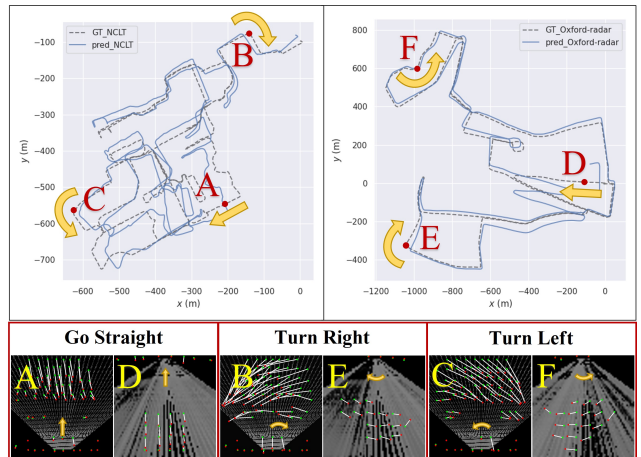 GT_NCLT
pred_NCLT
B
A
C
−100
−200
−300
−400
−500
−600
−700
y (m)
−600 −500 −400 −300 −200 −100 0
x (m)
GT_Oxford-radar
pred_Oxford-radar
F
D
E
800
600
400
200
0
−200
−400
y (m)
−1200 −1000 −800 −600 −400 −200 0
x (m)
Go Straight
Turn Right
Turn Left
A
D
B
E
C
F